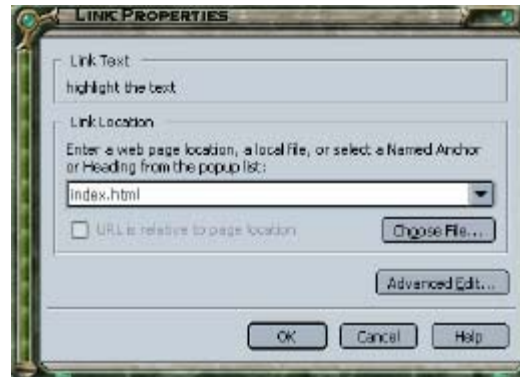 LINK PROPERTIES
Link Text
highlight the text
Link Location
Enter a web page location, a local file, or select a Named Anchor
or Heading from the popup list:
index.html
URL is relative to page location
Choose File...
Advanced Edit...
OK
Cancel
Help